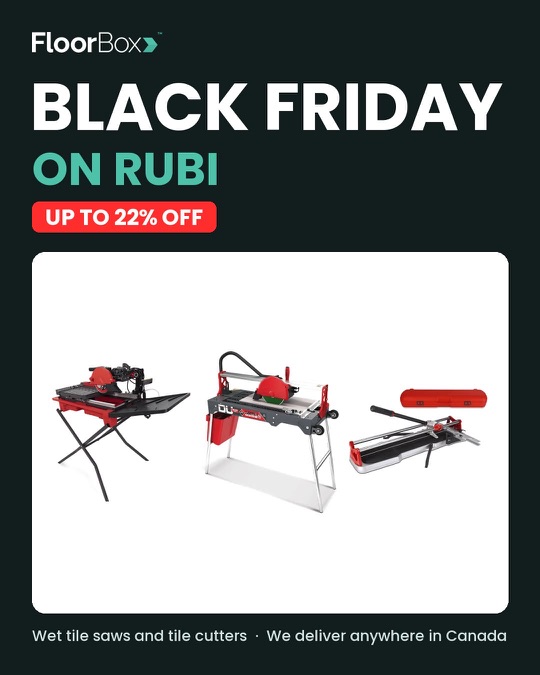 FloorBox
BLACK FRIDAY
ON RUBI
UP TO 22% OFF
DU
Wet tile saws and tile cutters · We deliver anywhere in Canada